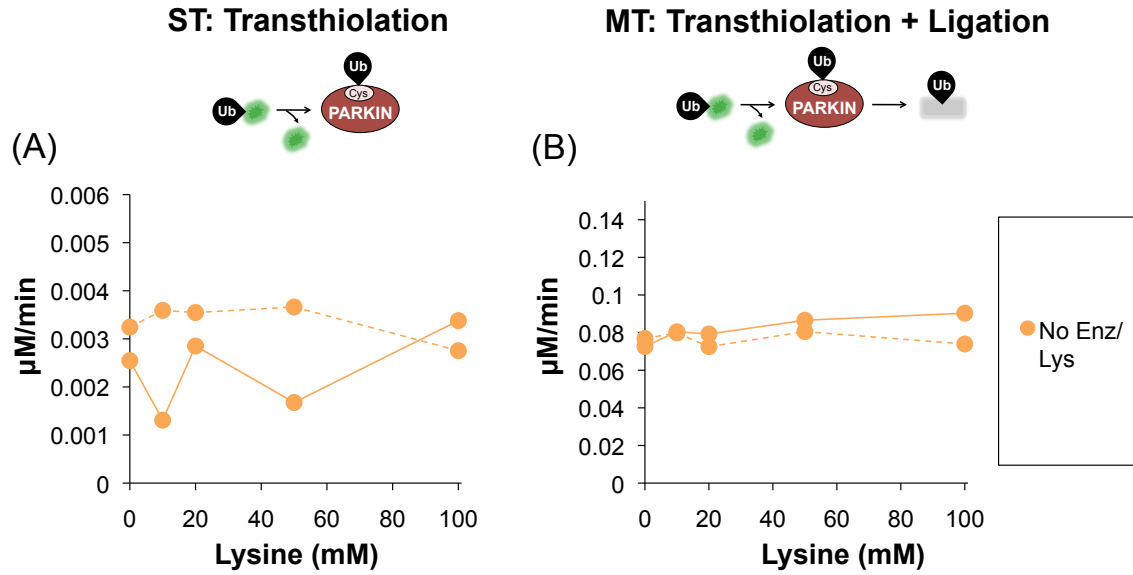 ST: Transthiolation
MT: Transthiolation + Ligation
Ub
Ub
Cys
PARKIN
Ub
Ub
Cys
PARKIN
Ub
(A)
(B)
0.006
0.005
0.004
0.003
0.002
0.001
0
µM/min
0 20 40 60 80 100
Lysine (mM)
0.14
0.12
0.1
0.08
0.06
0.04
0.02
0
µM/min
0 20 40 60 80 100
Lysine (mM)
No Enz/
Lys